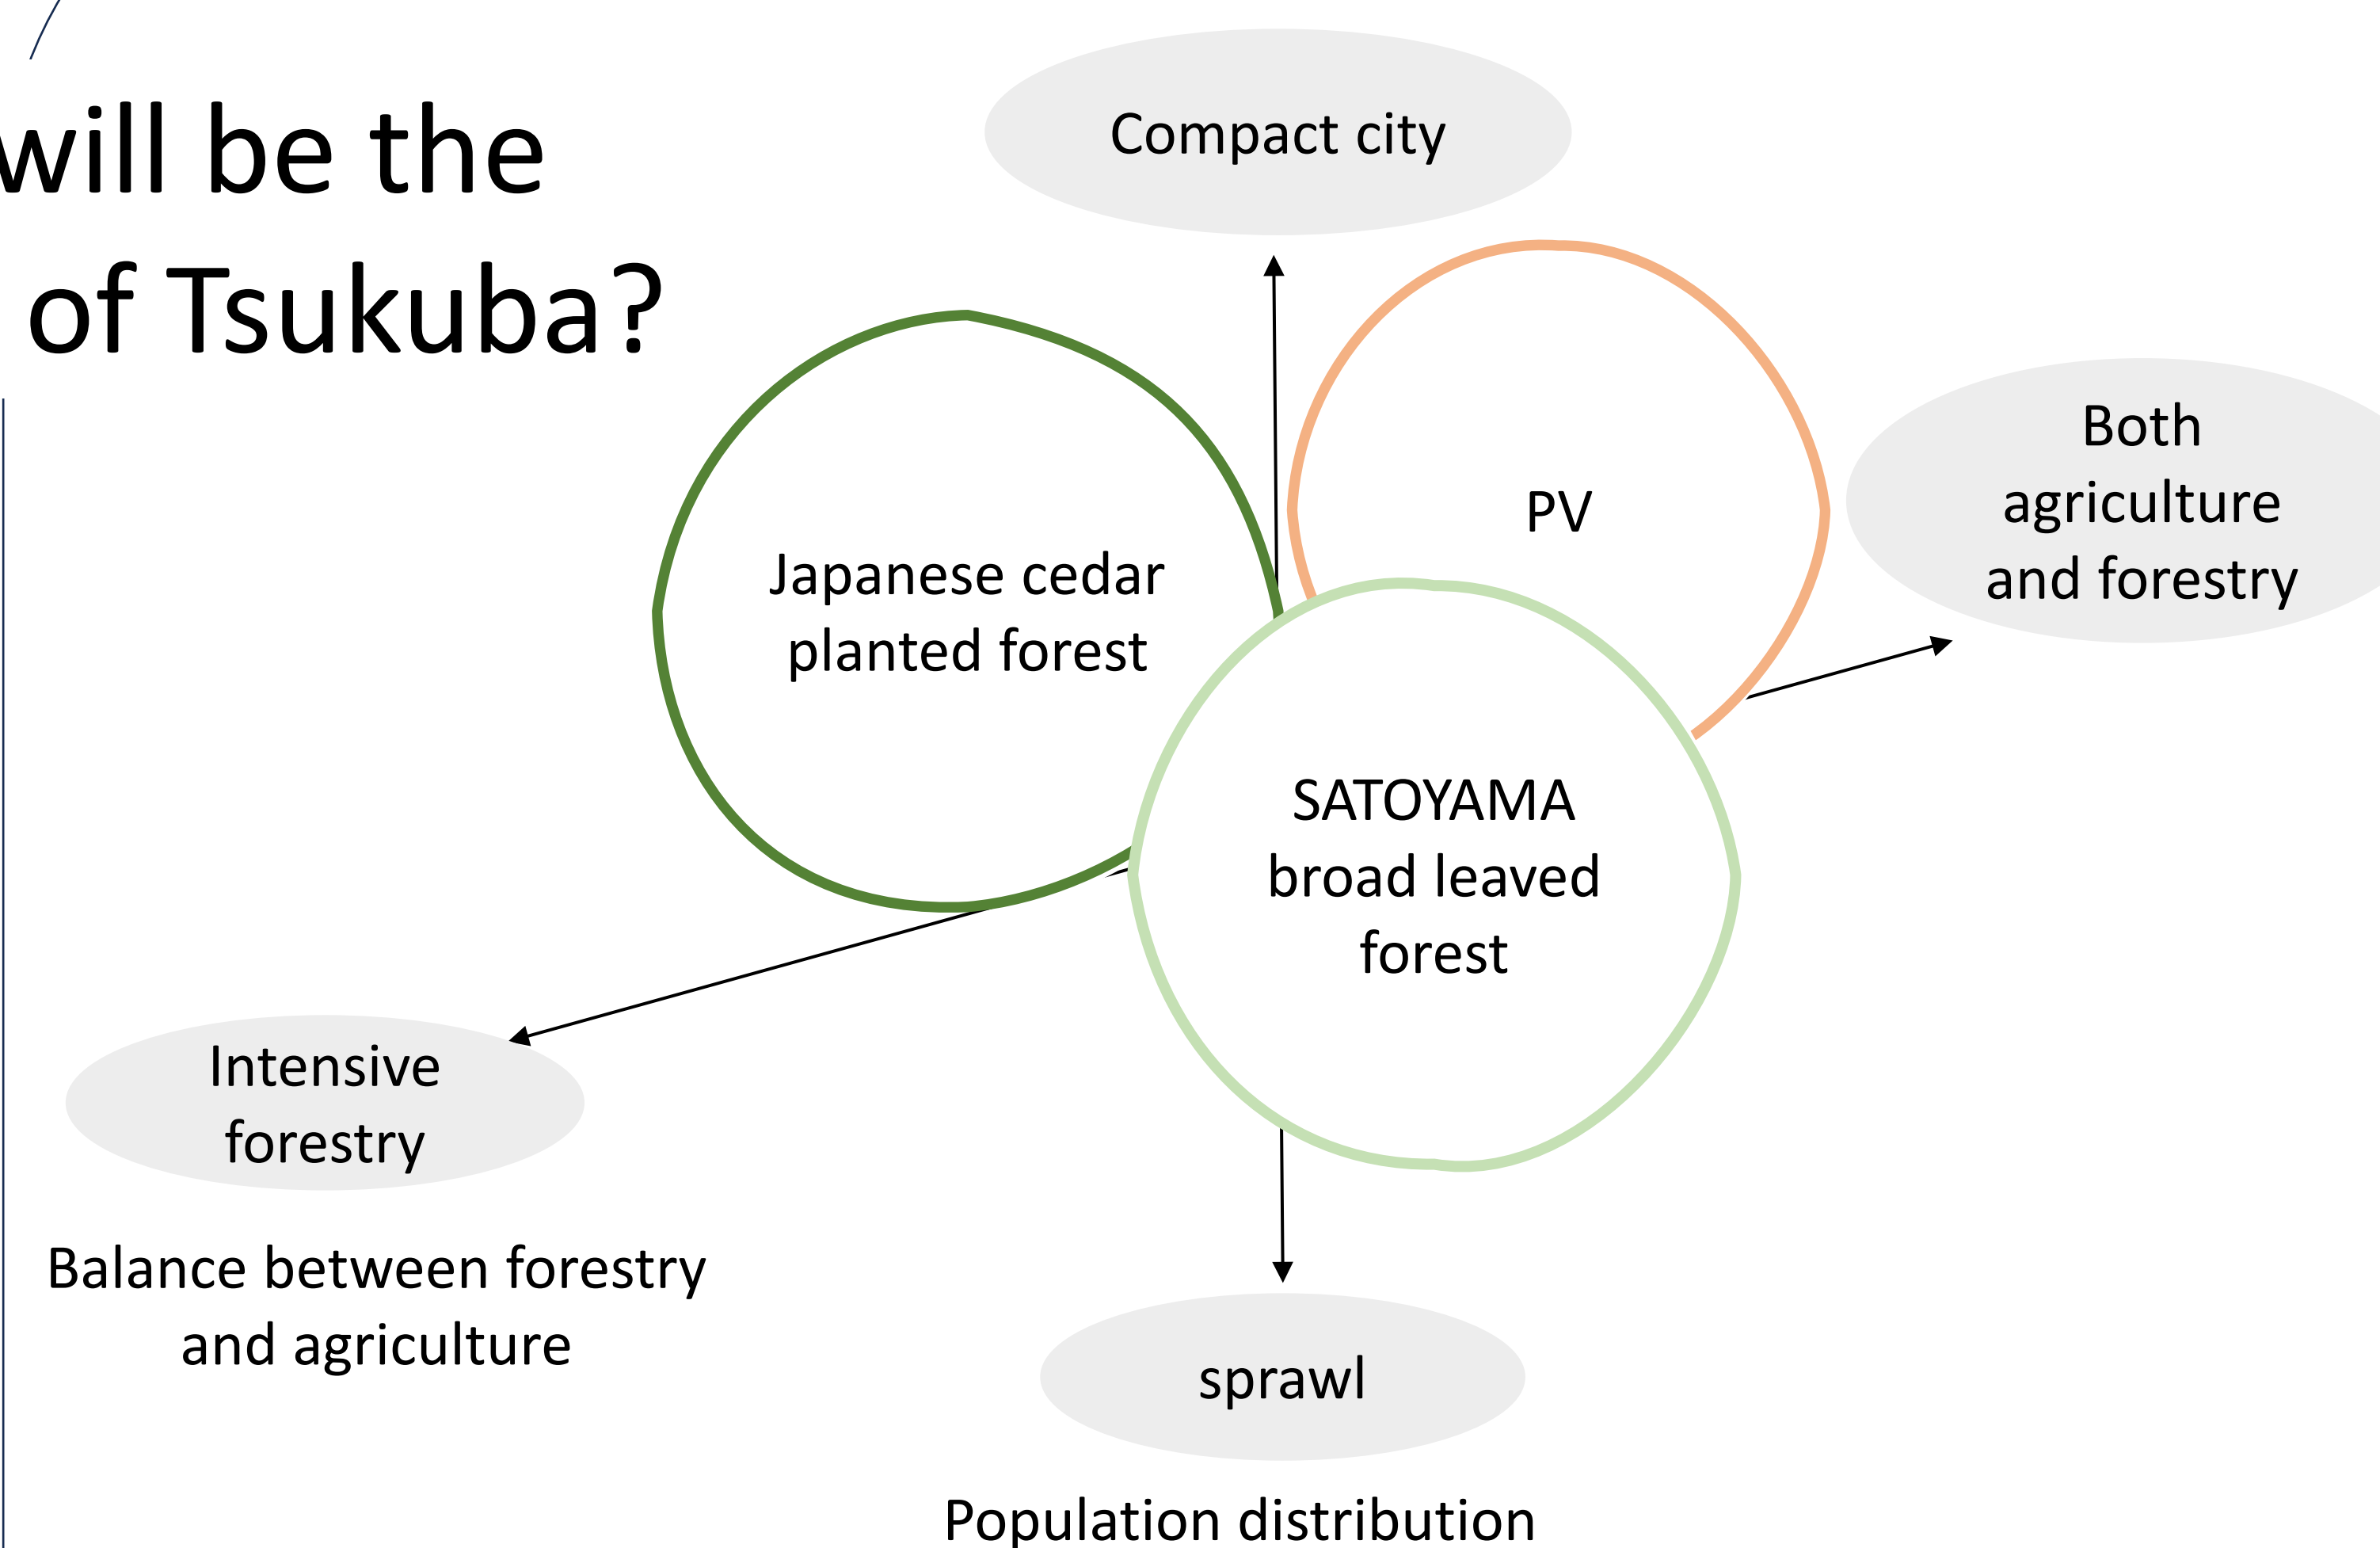 will be the
of Tsukuba?
Compact city
PV
Both
agriculture
and forestry
Japanese cedar
planted forest
SATOYAMA
broad leaved
forest
Intensive
forestry
Balance between forestry
and agriculture
sprawl
Population distribution